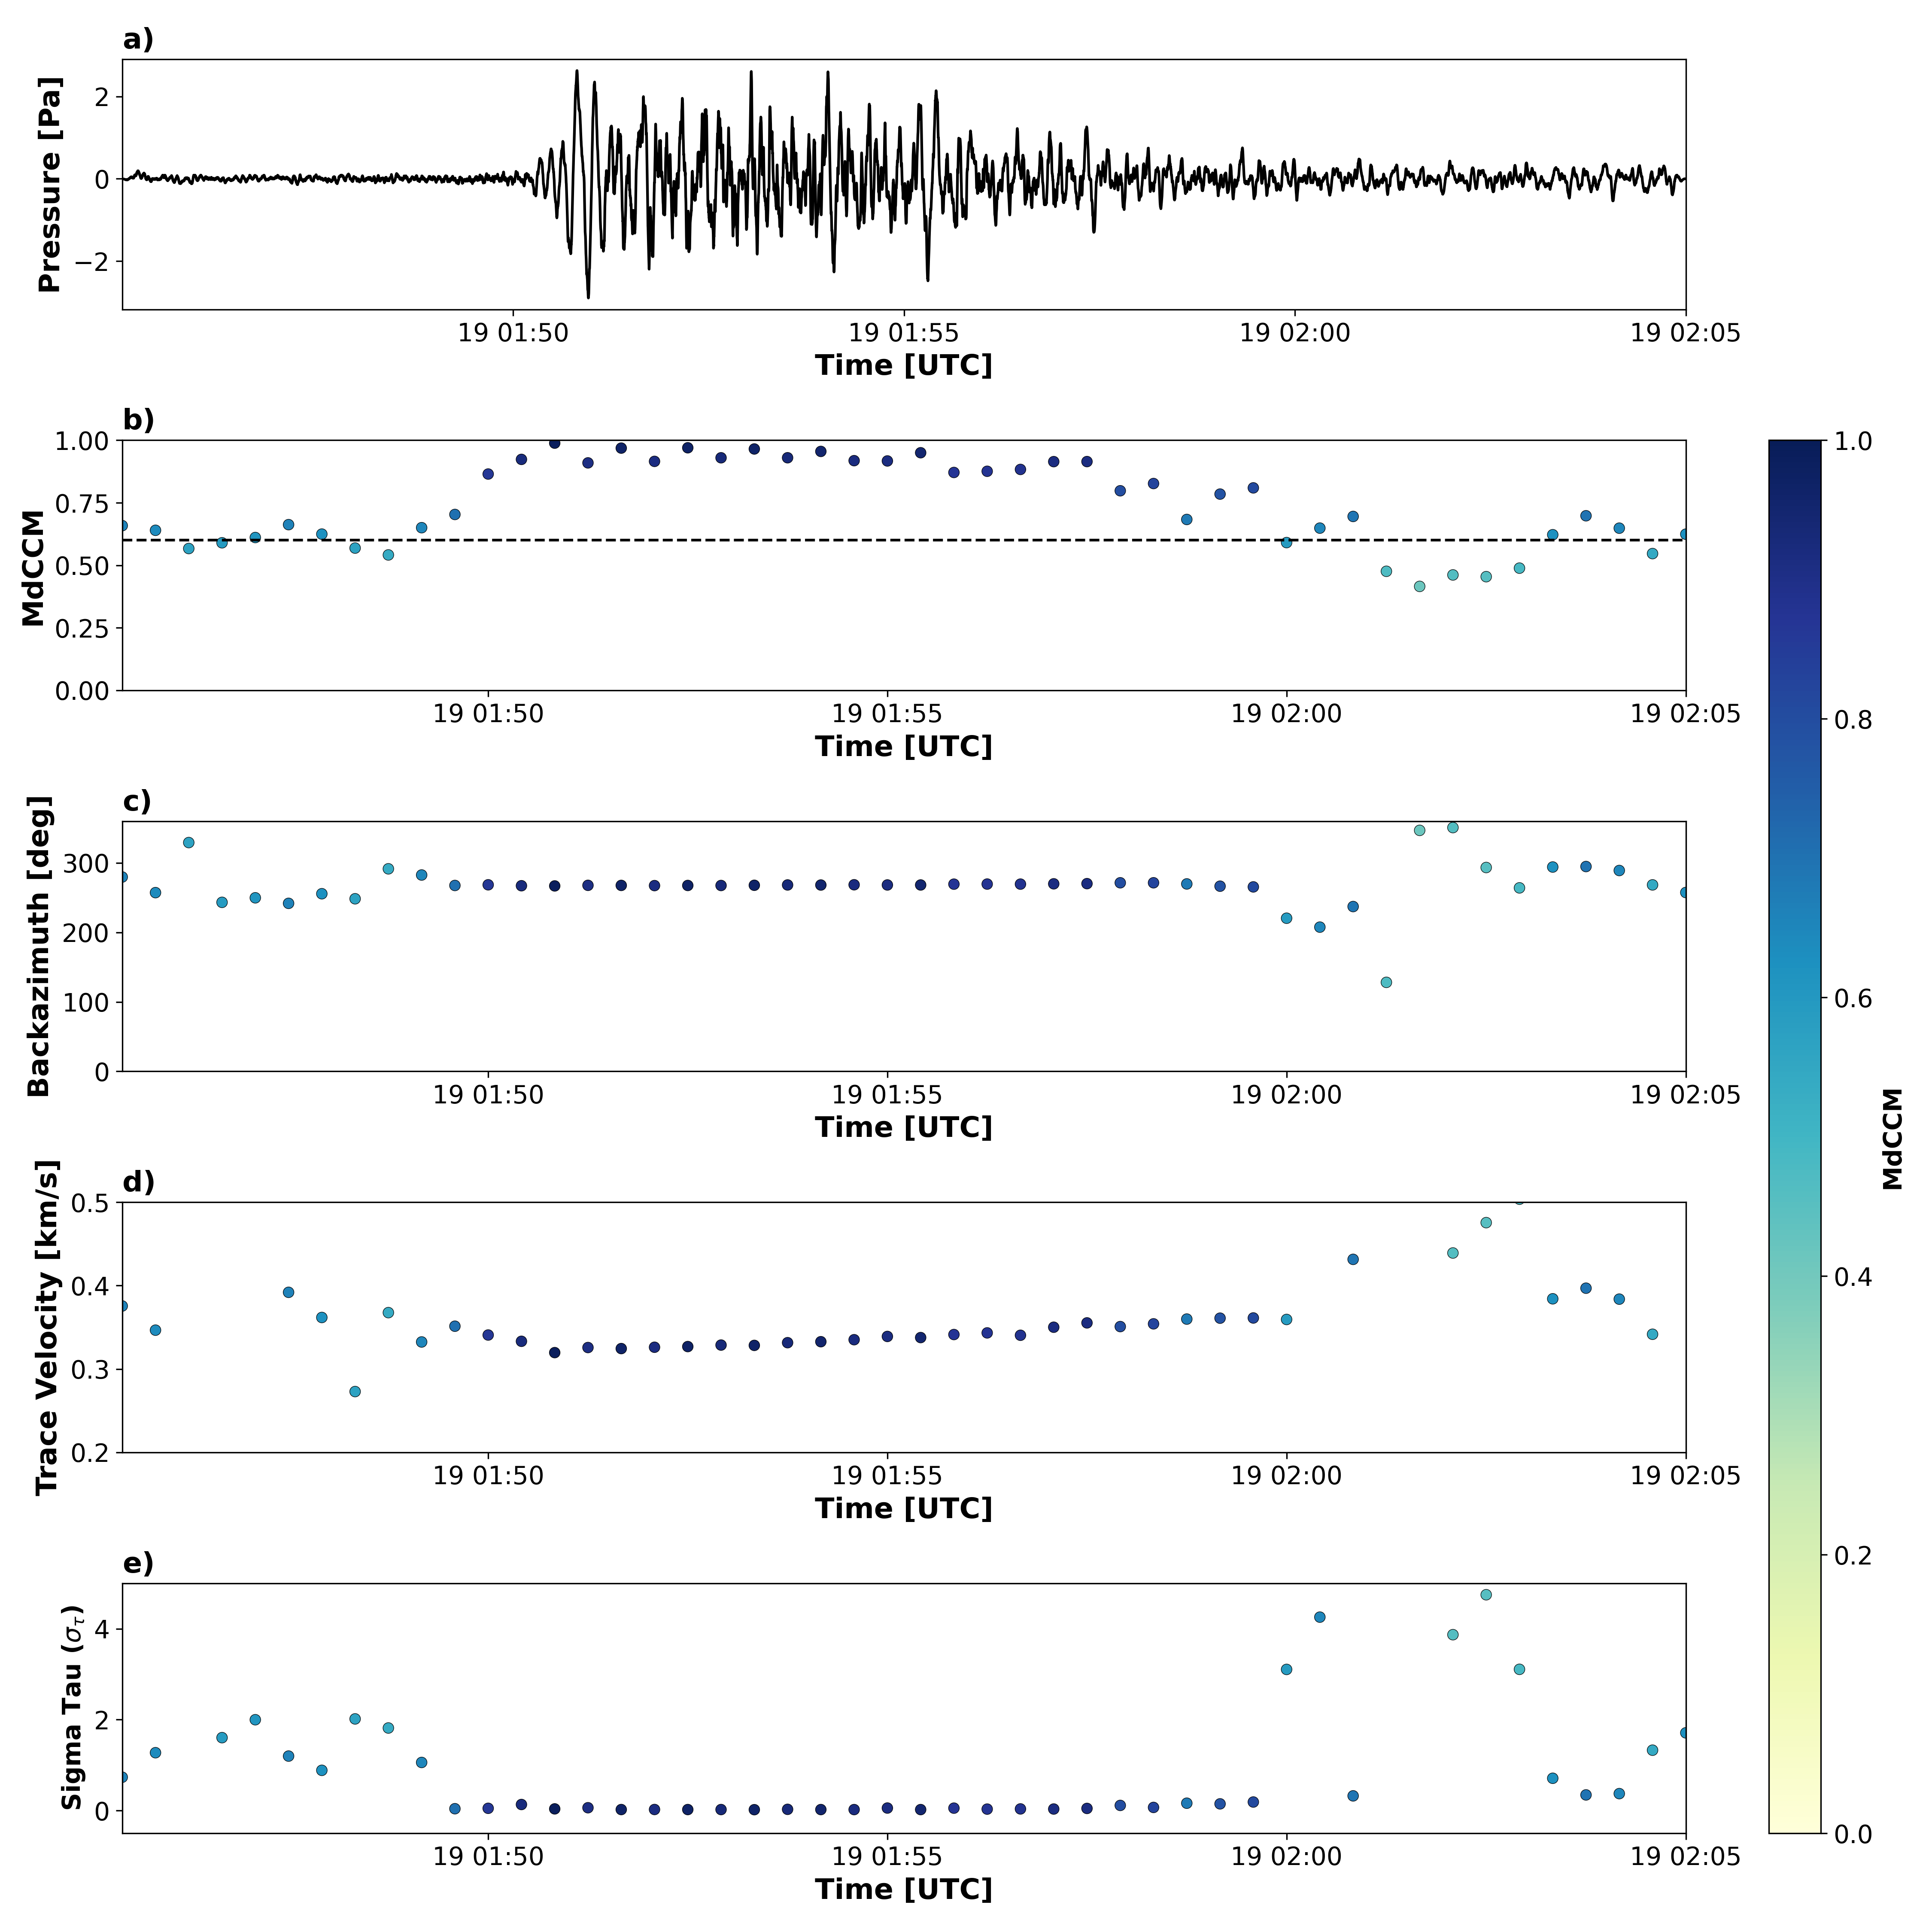 a)
Pressure [Pa]
2
0
−2
19 01:50 19 01:55 19 02:00 19 02:05
Time [UTC]
b)
MdCCM
1.00
0.75
0.50
0.25
0.00
19 01:50 19 01:55 19 02:00 19 02:05
Time [UTC]
c)
Backazimuth [deg]
300
200
100
0
19 01:50 19 01:55 19 02:00 19 02:05
Time [UTC]
d)
Trace Velocity [km/s]
0.5
0.4
0.3
0.2
19 01:50 19 01:55 19 02:00 19 02:05
Time [UTC]
e)
Sigma Tau (στ)
4
2
0
19 01:50 19 01:55 19 02:00 19 02:05
Time [UTC]
1.0
0.8
0.6
0.4
0.2
0.0
MdCCM